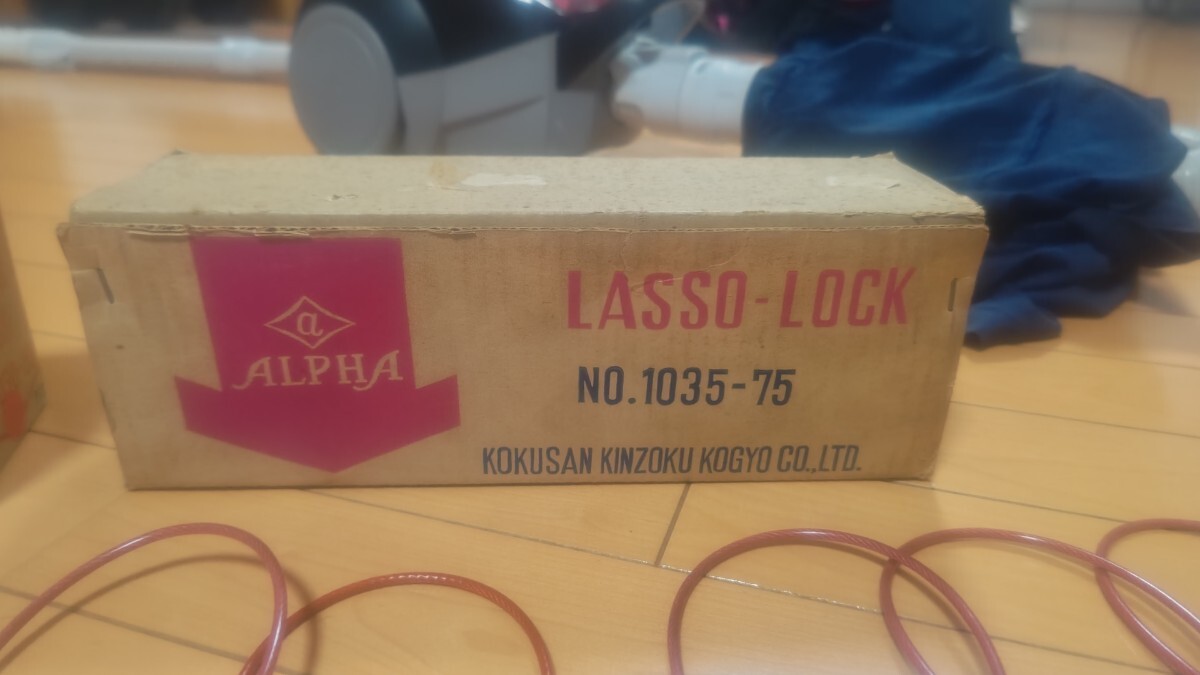 α
ALPHA
LASSO-LOCK
NO.1035-75
KOKUSAN KINZOKU KOGYO CO.,LTD.